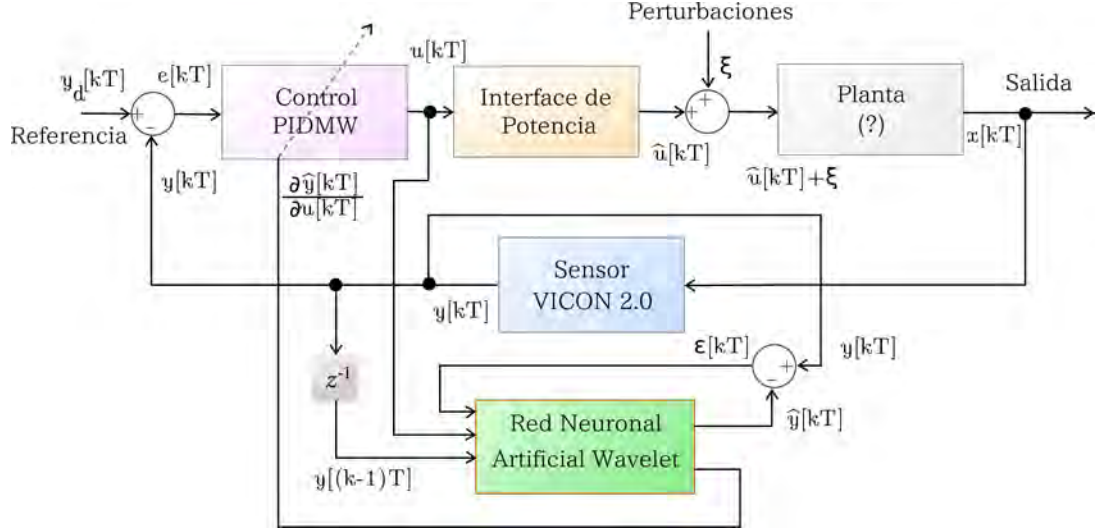 Perturbaciones
y_d[kT]
e[kT]
u[kT]
ξ
Salida
Control
PIDMW
Interface de
Potencia
Planta
(?)
+
-
+
+
Referencia
û[kT]
x[kT]
y[kT]
∂ŷ[kT]
∂u[kT]
û[kT]+ξ
Sensor
VICON 2.0
y[kT]
ε[kT]
y[kT]
z⁻¹
-
+
Red Neuronal
Artificial Wavelet
ŷ[kT]
y[(k-1)T]